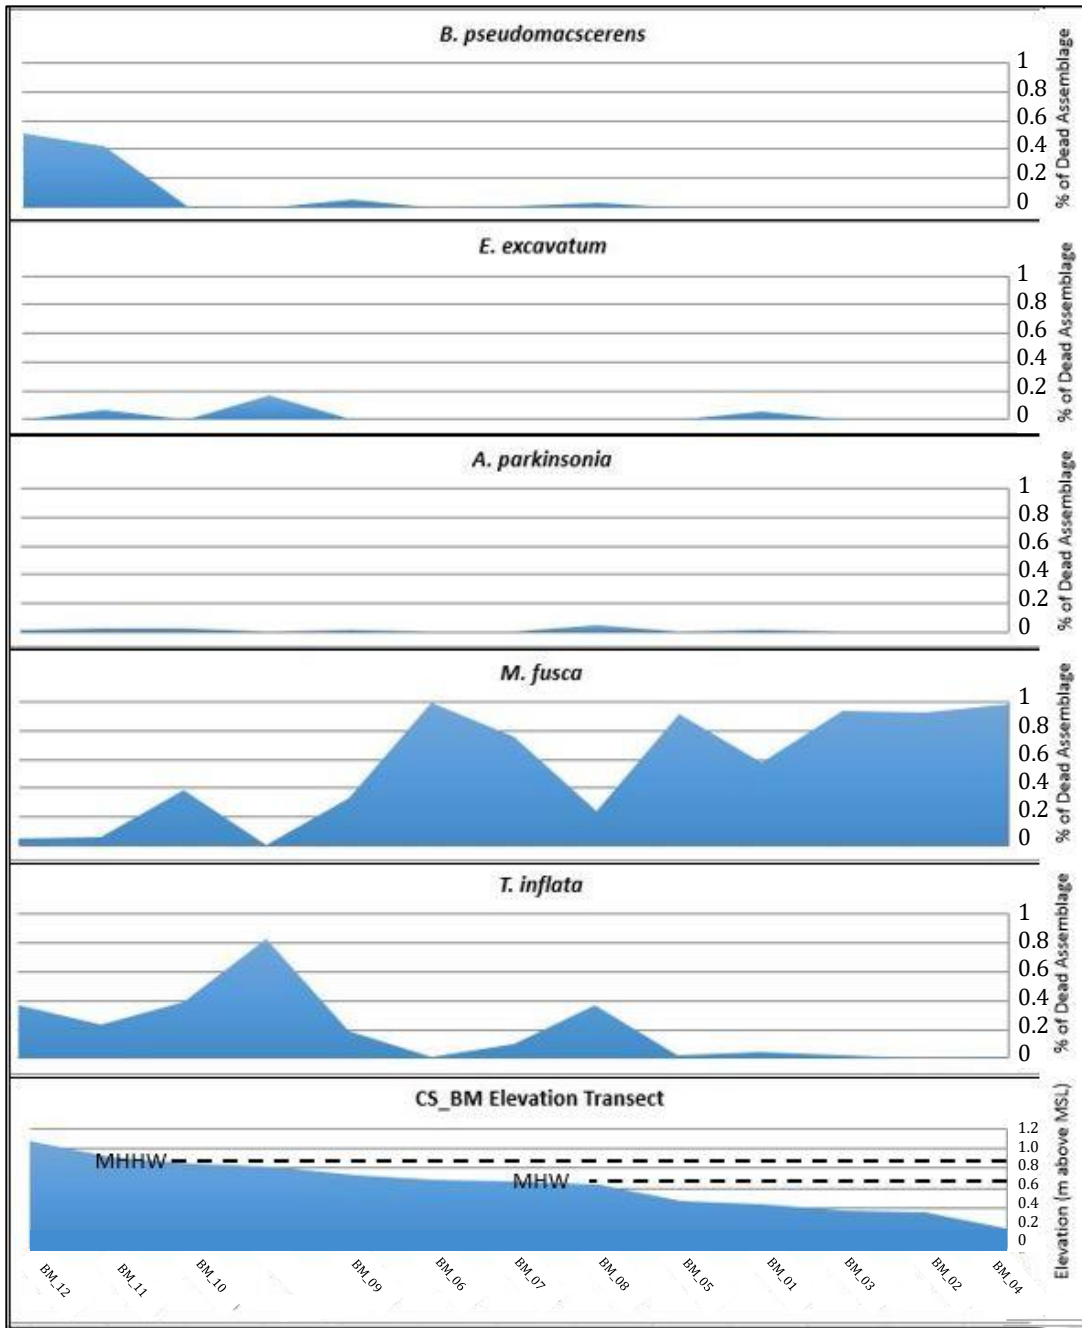 B. pseudomacscerens
1
0.8
0.6
0.4
0.2
0
% of Dead Assemblage
E. excavatum
1
0.8
0.6
0.4
0.2
0
% of Dead Assemblage
A. parkinsonia
1
0.8
0.6
0.4
0.2
0
% of Dead Assemblage
M. fusca
1
0.8
0.6
0.4
0.2
0
% of Dead Assemblage
T. inflata
1
0.8
0.6
0.4
0.2
0
% of Dead Assemblage
CS_BM Elevation Transect
1.2
1.0
0.8
0.6
0.4
0.2
0
Elevation (m above MSL)
MHHW
MHW
BM_12
BM_11
BM_10
BM_09
BM_06
BM_07
BM_08
BM_05
BM_01
BM_03
BM_02
BM_04